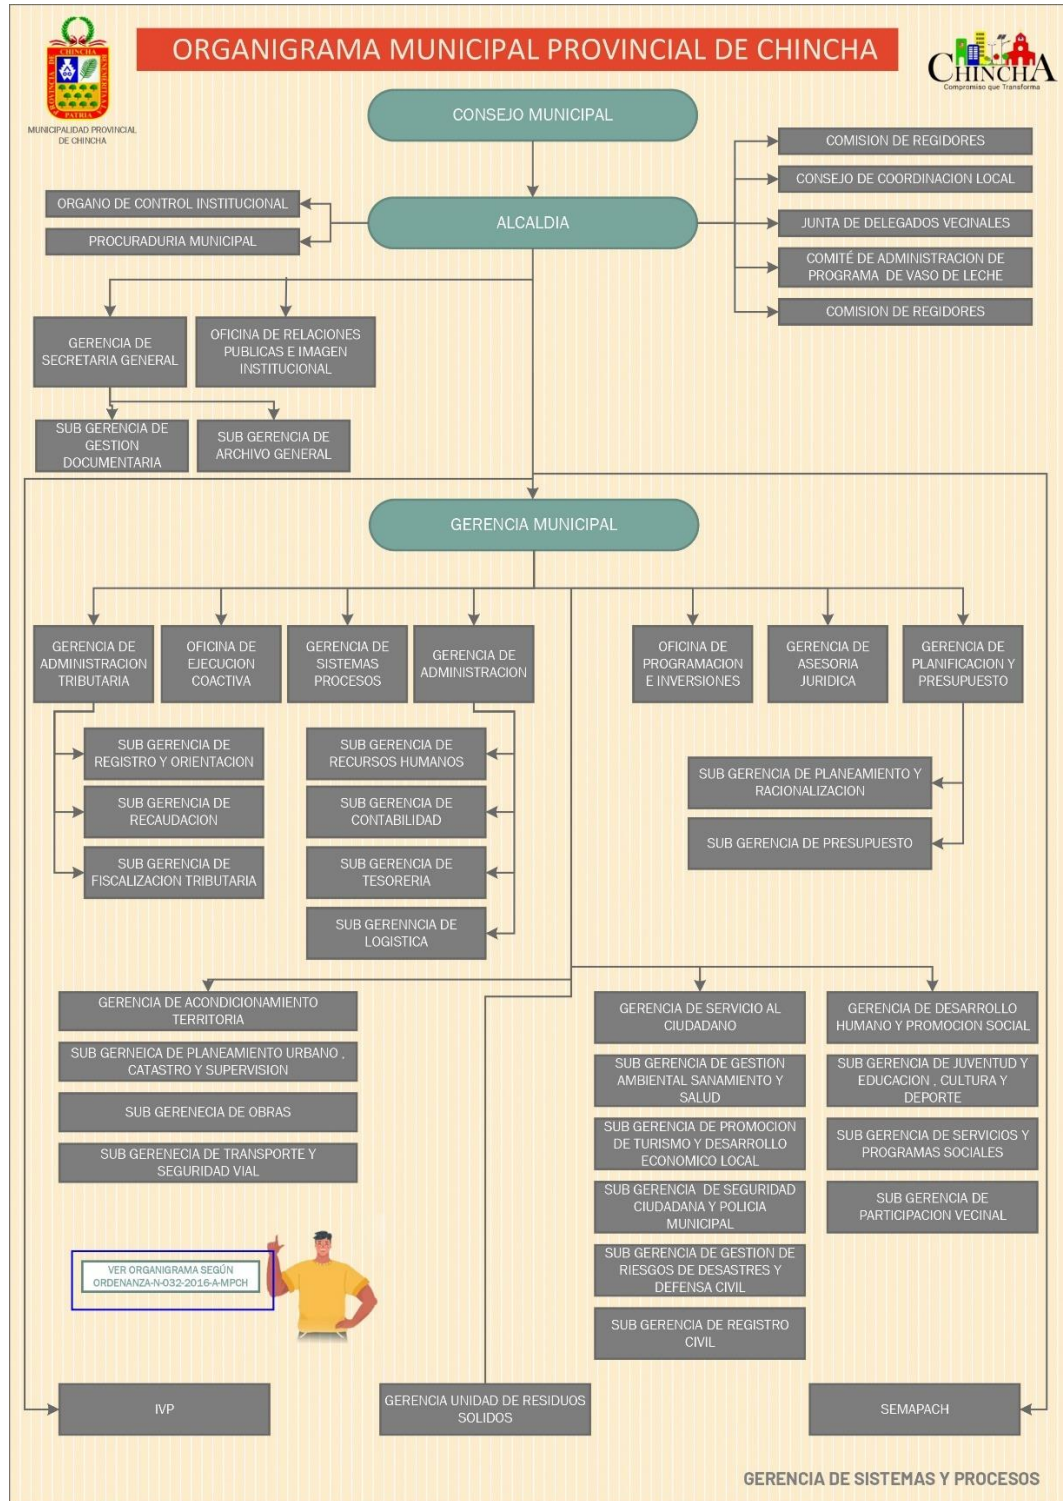 ORGANIGRAMA MUNICIPAL PROVINCIAL DE CHINCHA
PROVINCIA DE
BENEMERITA A LA
PATRIA
MUNICIPALIDAD PROVINCIAL
DE CHINCHA
CHINCHA
Compromiso que Transforma
CONSEJO MUNICIPAL
COMISION DE REGIDORES
CONSEJO DE COORDINACION LOCAL
JUNTA DE DELEGADOS VECINALES
COMITÉ DE ADMINISTRACION DE
PROGRAMA DE VASO DE LECHE
COMISION DE REGIDORES
ORGANO DE CONTROL INSTITUCIONAL
PROCURADURIA MUNICIPAL
ALCALDIA
GERENCIA DE
SECRETARIA GENERAL
OFICINA DE RELACIONES
PUBLICAS E IMAGEN
INSTITUCIONAL
SUB GERENCIA DE
GESTION
DOCUMENTARIA
SUB GERENCIA DE
ARCHIVO GENERAL
GERENCIA MUNICIPAL
GERENCIA DE
ADMINISTRACION
TRIBUTARIA
OFICINA DE
EJECUCION
COACTIVA
GERENCIA DE
SISTEMAS
PROCESOS
GERENCIA DE
ADMINISTRACION
OFICINA DE
PROGRAMACION
E INVERSIONES
GERENCIA DE
ASESORIA
JURIDICA
GERENCIA DE
PLANIFICACION Y
PRESUPUESTO
SUB GERENCIA DE
REGISTRO Y ORIENTACION
SUB GERENCIA DE
RECAUDACION
SUB GERENCIA DE
FISCALIZACION TRIBUTARIA
SUB GERENCIA DE
RECURSOS HUMANOS
SUB GERENCIA DE
CONTABILIDAD
SUB GERENCIA DE
TESORERIA
SUB GERENNCIA DE
LOGISTICA
SUB GERENCIA DE PLANEAMIENTO Y
RACIONALIZACION
SUB GERENCIA DE PRESUPUESTO
GERENCIA DE ACONDICIONAMIENTO
TERRITORIA
SUB GERNEICA DE PLANEAMIENTO URBANO ,
CATASTRO Y SUPERVISION
SUB GERENECIA DE OBRAS
SUB GERENECIA DE TRANSPORTE Y
SEGURIDAD VIAL
GERENCIA DE SERVICIO AL
CIUDADANO
SUB GERENCIA DE GESTION
AMBIENTAL SANAMIENTO Y
SALUD
SUB GERENCIA DE PROMOCION
DE TURISMO Y DESARROLLO
ECONOMICO LOCAL
SUB GERENCIA DE SEGURIDAD
CIUDADANA Y POLICIA
MUNICIPAL
SUB GERENCIA DE GESTION DE
RIESGOS DE DESASTRES Y
DEFENSA CIVIL
SUB GERENCIA DE REGISTRO
CIVIL
GERENCIA DE DESARROLLO
HUMANO Y PROMOCION SOCIAL
SUB GERENCIA DE JUVENTUD Y
EDUCACION , CULTURA Y
DEPORTE
SUB GERENCIA DE SERVICIOS Y
PROGRAMAS SOCIALES
SUB GERENCIA DE
PARTICIPACION VECINAL
VER ORGANIGRAMA SEGÚN
ORDENANZA-N-032-2016-A-MPCH
IVP
GERENCIA UNIDAD DE RESIDUOS
SOLIDOS
SEMAPACH
GERENCIA DE SISTEMAS Y PROCESOS